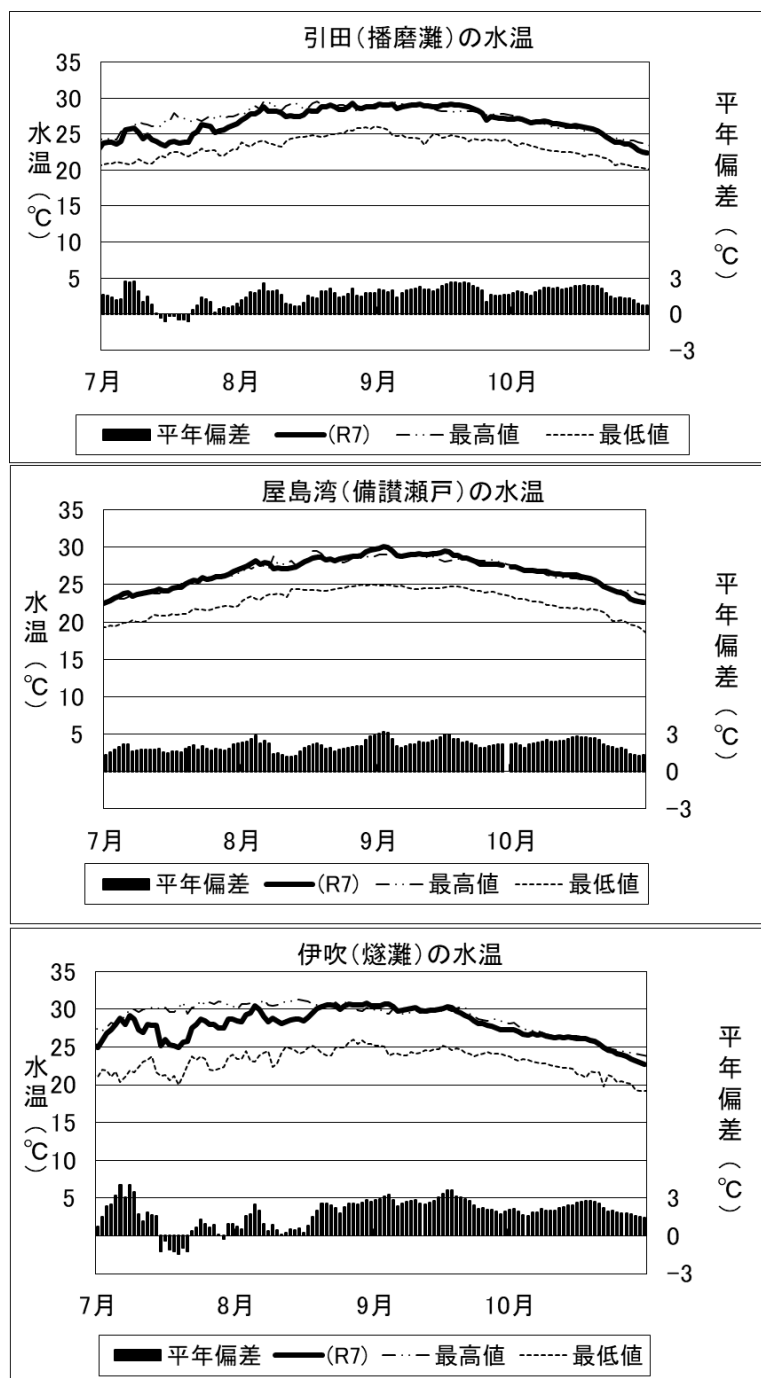 引田(播磨灘)の水温
35
30
25
20
15
10
5
水温(℃)
平年偏差(℃)
3
0
-3
7月 8月 9月 10月
平年偏差 (R7) 最高値 最低値
屋島湾(備讃瀬戸)の水温
35
30
25
20
15
10
5
水温(℃)
平年偏差(℃)
3
0
-3
7月 8月 9月 10月
平年偏差 (R7) 最高値 最低値
伊吹(燧灘)の水温
35
30
25
20
15
10
5
水温(℃)
平年偏差(℃)
3
0
-3
7月 8月 9月 10月
平年偏差 (R7) 最高値 最低値